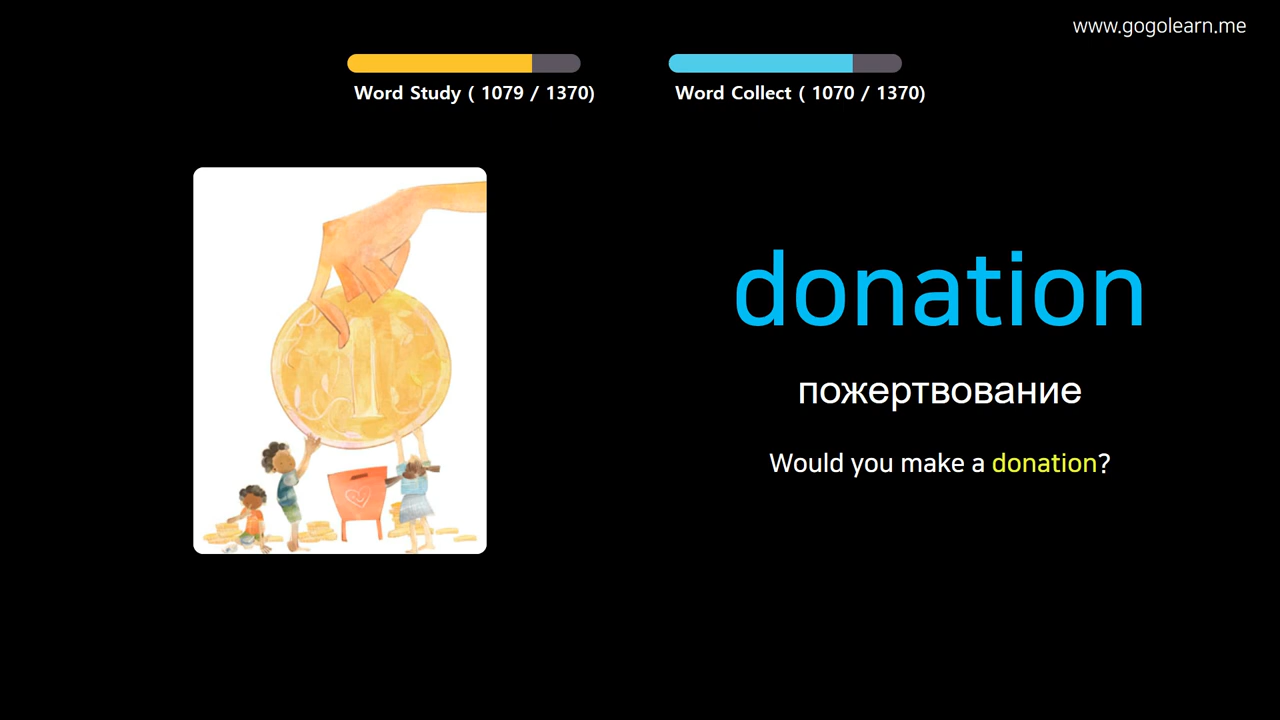 www.gogolearn.me
Word Study ( 1079 / 1370)
Word Collect ( 1070 / 1370)
donation
пожертвование
Would you make a donation?